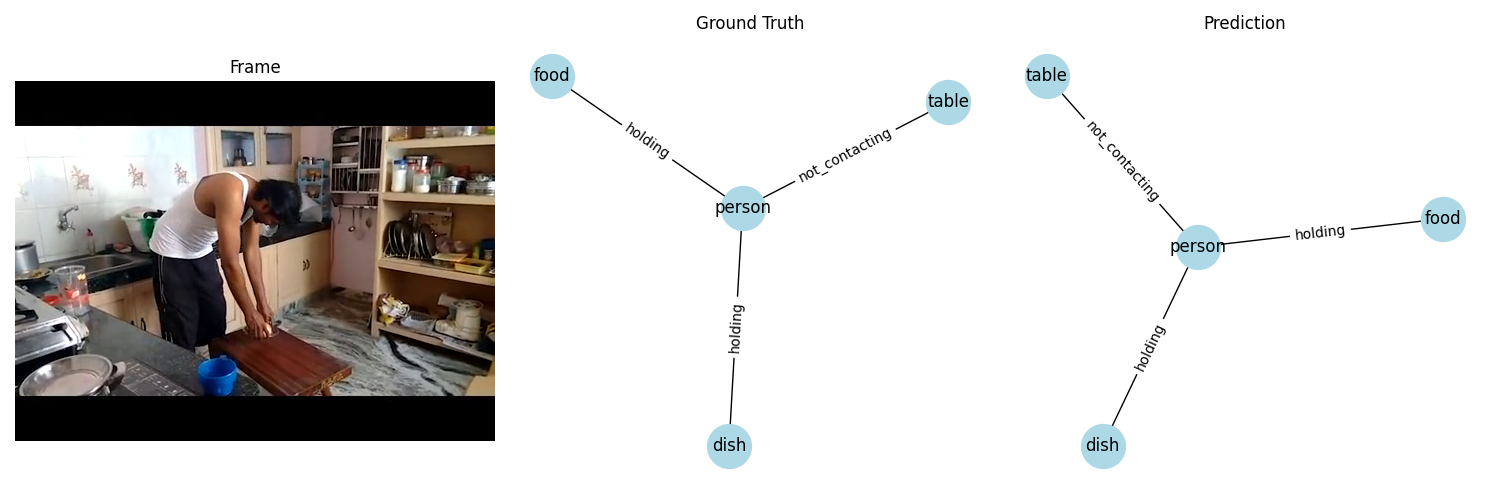 Frame
Ground Truth
food
table
holding
not_contacting
person
holding
dish
Prediction
table
not_contacting
food
holding
person
holding
dish